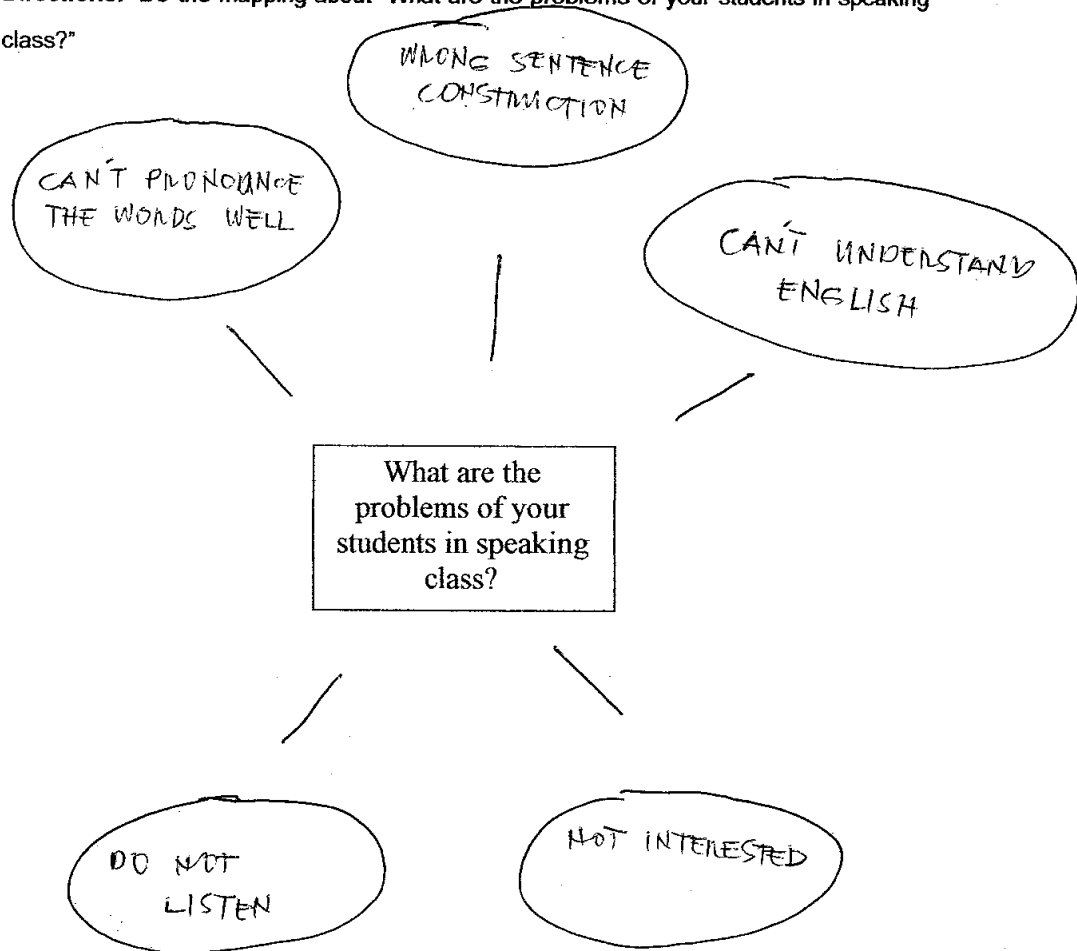 Directions: Do the mapping about "What are the problems of your students in speaking
class?"
WRONG SENTENCE
CONSTRUCTION
CAN'T PRONOUNCE
THE WORDS WELL
CAN'T UNDERSTAND
ENGLISH
What are the
problems of your
students in speaking
class?
DO NOT
LISTEN
NOT INTERESTED